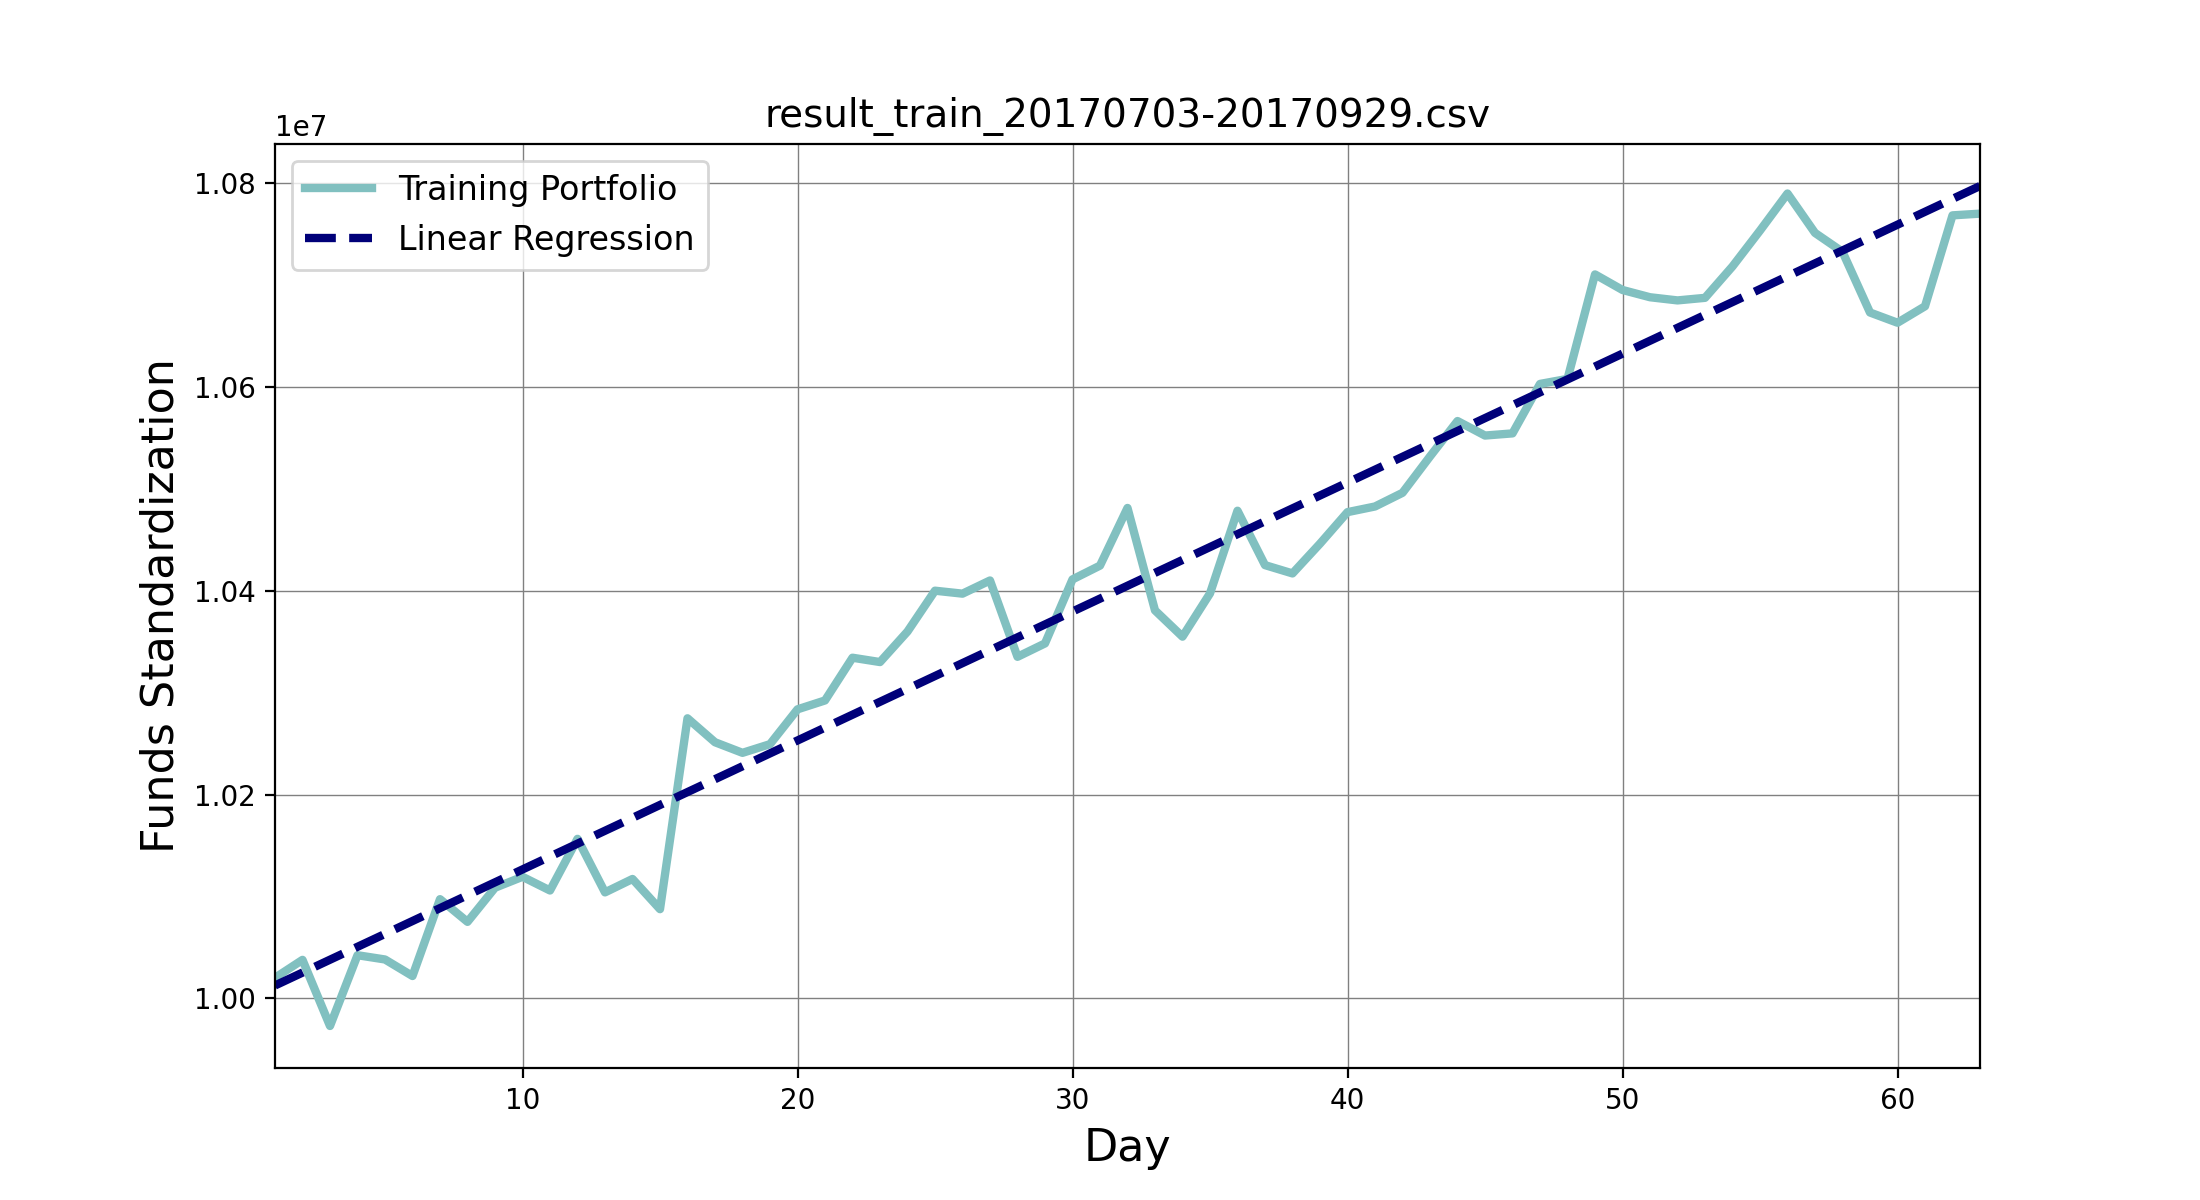 result_train_20170703-20170929.csv
1e7
Training Portfolio
Linear Regression
1.08
1.06
1.04
1.02
1.00
Funds Standardization
10 20 30 40 50 60
Day